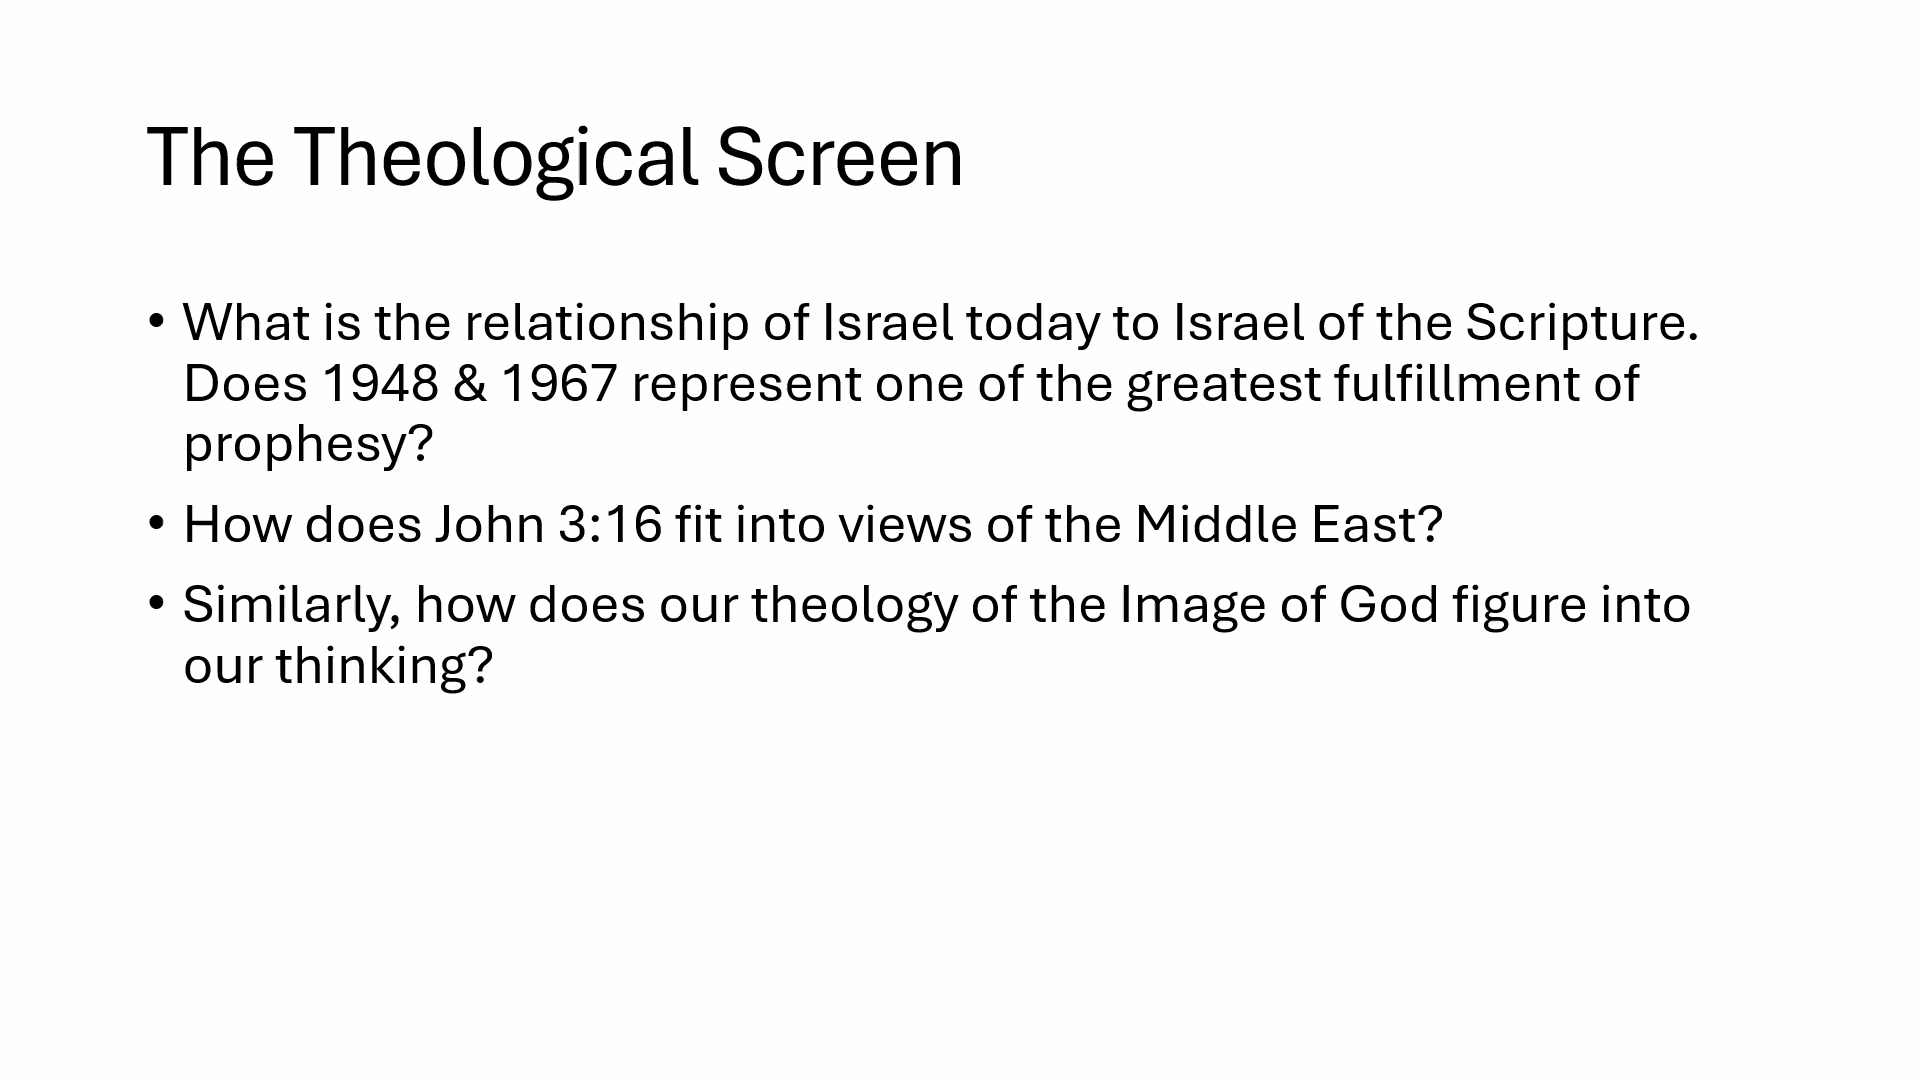 The Theological Screen
• What is the relationship of Israel today to Israel of the Scripture.
Does 1948 & 1967 represent one of the greatest fulfillment of
prophesy?
• How does John 3:16 fit into views of the Middle East?
• Similarly, how does our theology of the Image of God figure into
our thinking?